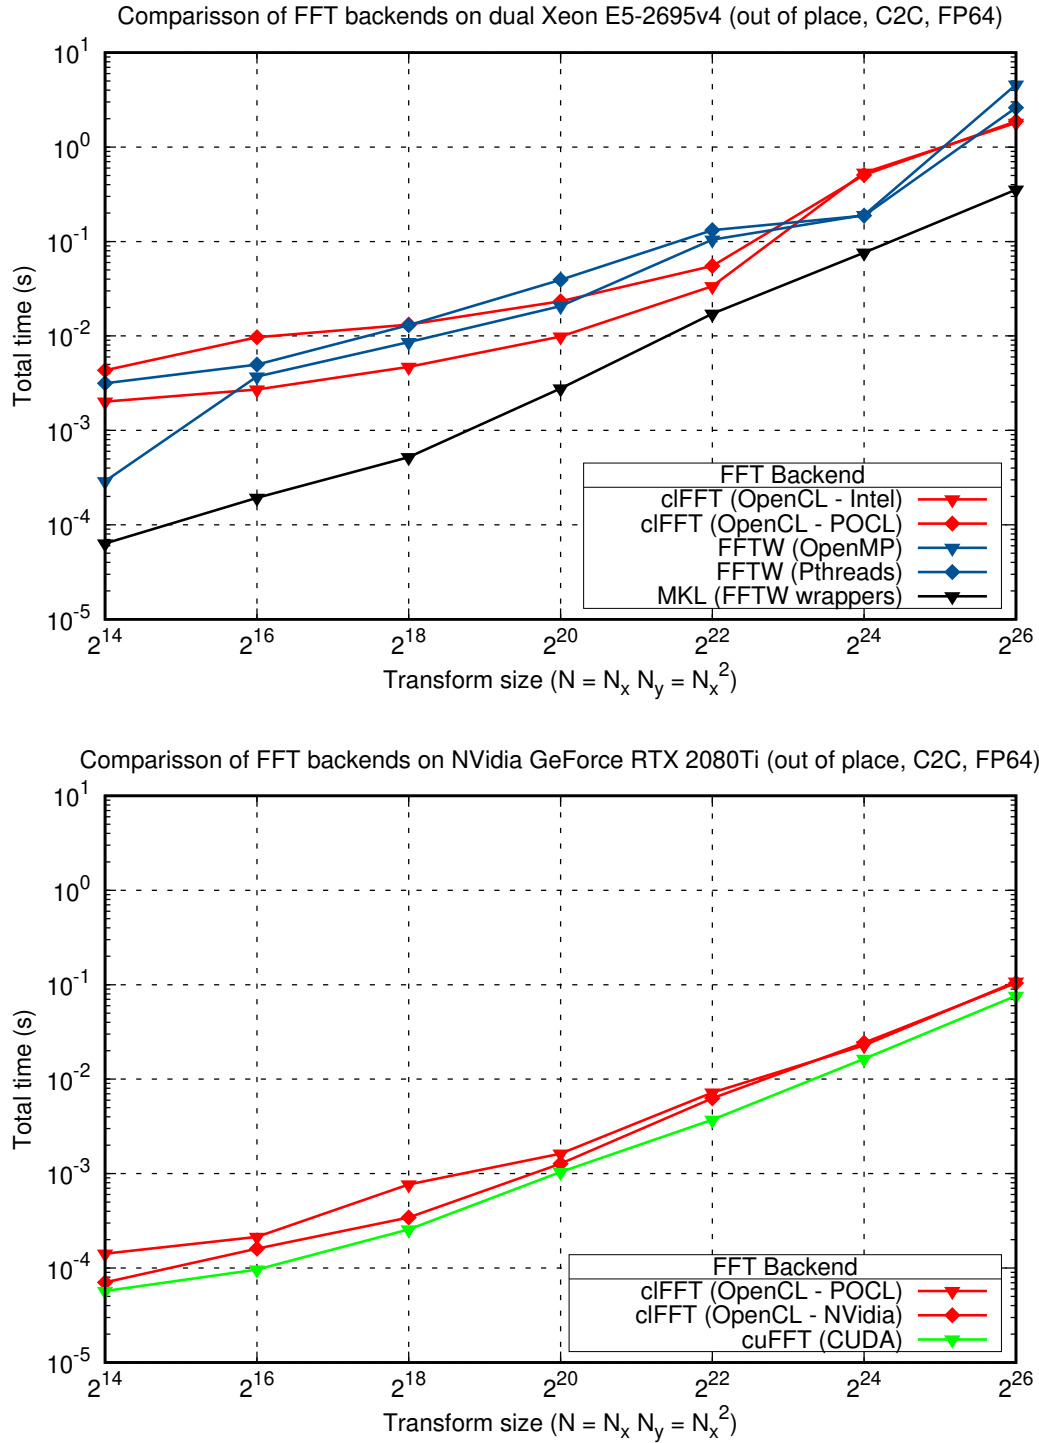 Comparisson of FFT backends on dual Xeon E5-2695v4 (out of place, C2C, FP64)
10^1
10^0
10^-1
10^-2
10^-3
10^-4
10^-5
Total time (s)
FFT Backend
clFFT (OpenCL - Intel)
clFFT (OpenCL - POCL)
FFTW (OpenMP)
FFTW (Pthreads)
MKL (FFTW wrappers)
2^14 2^16 2^18 2^20 2^22 2^24 2^26
Transform size (N = N_x N_y = N_x^2)
Comparisson of FFT backends on NVidia GeForce RTX 2080Ti (out of place, C2C, FP64)
10^1
10^0
10^-1
10^-2
10^-3
10^-4
10^-5
Total time (s)
FFT Backend
clFFT (OpenCL - POCL)
clFFT (OpenCL - NVidia)
cuFFT (CUDA)
2^14 2^16 2^18 2^20 2^22 2^24 2^26
Transform size (N = N_x N_y = N_x^2)